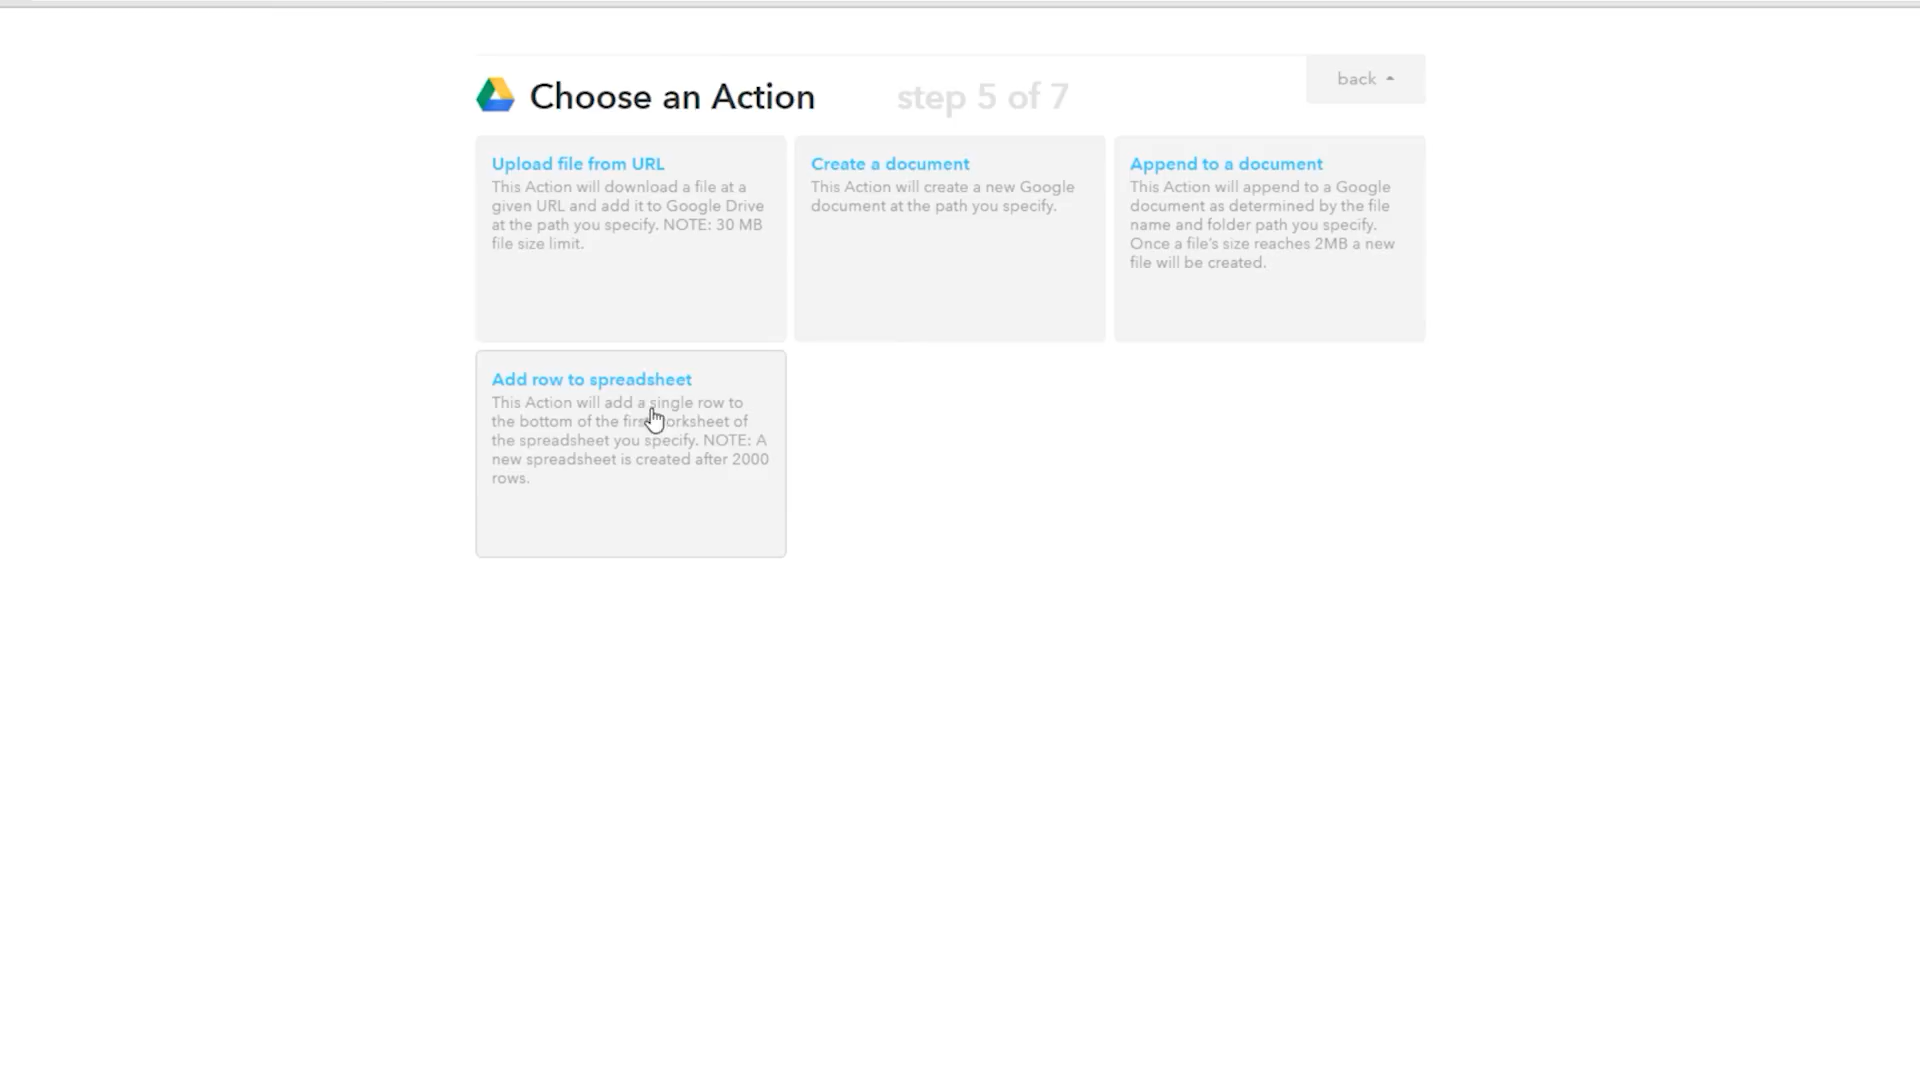 Choose an Action
step 5 of 7
back
Upload file from URL
This Action will download a file at a
given URL and add it to Google Drive
at the path you specify. NOTE: 30 MB
file size limit.
Create a document
This Action will create a new Google
document at the path you specify.
Append to a document
This Action will append to a Google
document as determined by the file
name and folder path you specify.
Once a file's size reaches 2MB a new
file will be created.
Add row to spreadsheet
This Action will add a single row to
the bottom of the first worksheet of
the spreadsheet you specify. NOTE: A
new spreadsheet is created after 2000
rows.